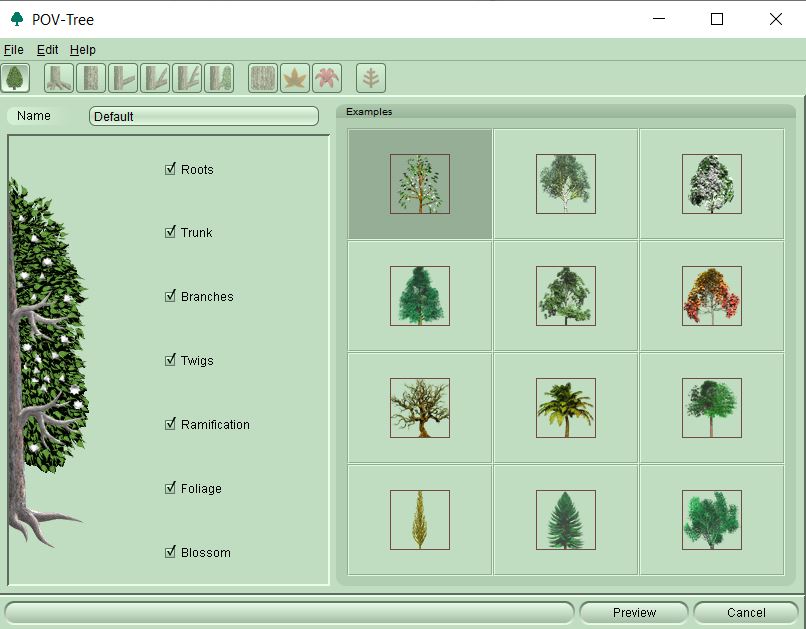 POV-Tree
File Edit Help
Name
Default
Examples
Roots
Trunk
Branches
Twigs
Ramification
Foliage
Blossom
Preview
Cancel